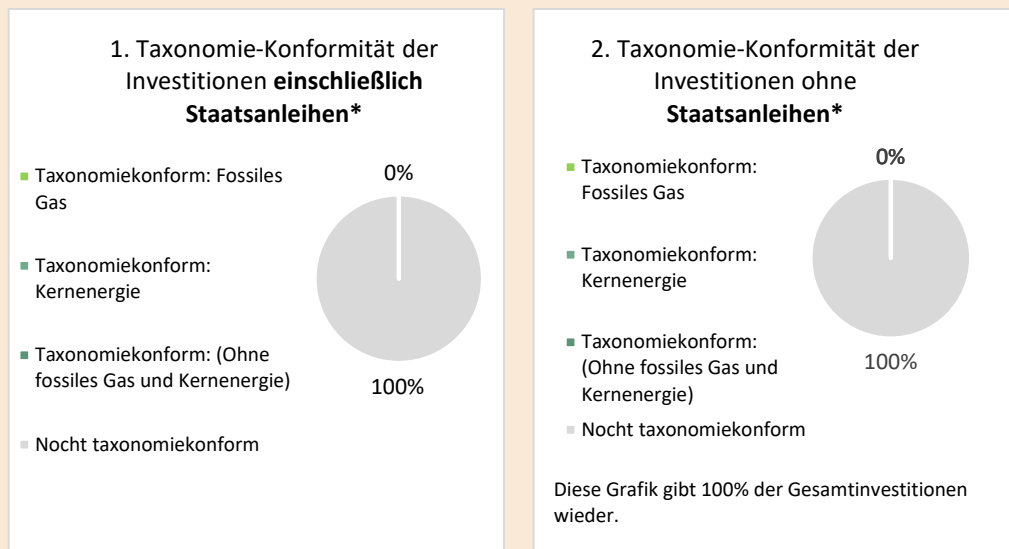 1. Taxonomie-Konformität der
Investitionen einschließlich
Staatsanleihen*
Taxonomiekonform: Fossiles
Gas
Taxonomiekonform:
Kernenergie
Taxonomiekonform: (Ohne
fossiles Gas und Kernenergie)
Nocht taxonomiekonform
0%
100%
2. Taxonomie-Konformität der
Investitionen ohne
Staatsanleihen*
Taxonomiekonform:
Fossiles Gas
Taxonomiekonform:
Kernenergie
Taxonomiekonform:
(Ohne fossiles Gas und
Kernenergie)
Nocht taxonomiekonform
0%
100%
Diese Grafik gibt 100% der Gesamtinvestitionen
wieder.